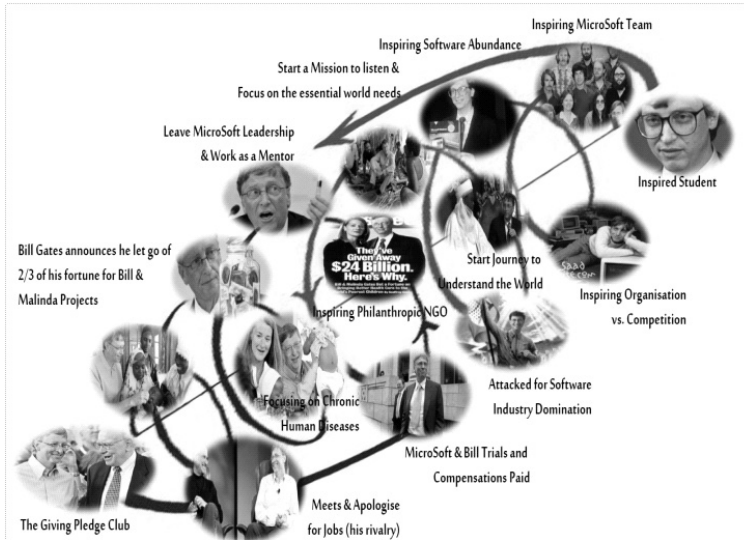 Inspiring MicroSoft Team
Inspiring Software Abundance
Start a Mission to listen &
Focus on the essential world needs
Leave MicroSoft Leadership
& Work as a Mentor
Inspired Student
Bill Gates announces he let go of
2/3 of his fortune for Bill &
Malinda Projects
They've
Given Away
$24 Billion.
Here's Why.
Start Journey to
Understand the World
Inspiring Organisation
vs. Competition
Inspiring Philanthropic NGO
Attacked for Software
Industry Domination
Focusing on Chronic
Human Diseases
MicroSoft & Bill Trials and
Compensations Paid
Meets & Apologise
for Jobs (his rivalry)
The Giving Pledge Club